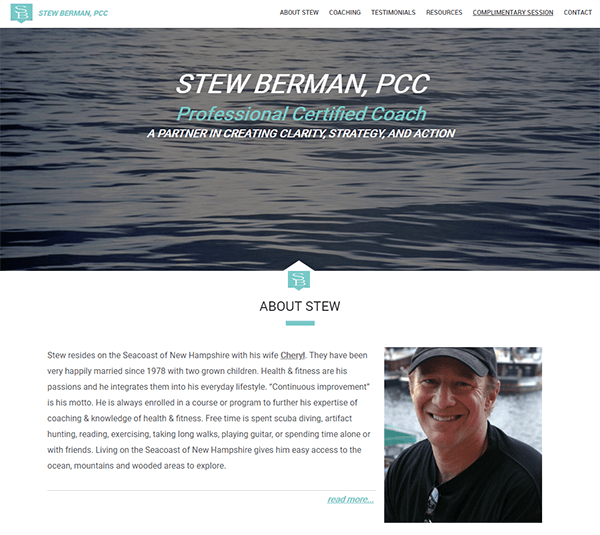 SB STEW BERMAN, PCC ABOUT STEW COACHING TESTIMONIALS RESOURCES COMPLIMENTARY SESSION CONTACT
STEW BERMAN, PCC
Professional Certified Coach
A PARTNER IN CREATING CLARITY, STRATEGY, AND ACTION
SB
ABOUT STEW
Stew resides on the Seacoast of New Hampshire with his wife Cheryl. They have been
very happily married since 1978 with two grown children. Health & fitness are his
passions and he integrates them into his everyday lifestyle. “Continuous improvement”
is his motto. He is always enrolled in a course or program to further his expertise of
coaching & knowledge of health & fitness. Free time is spent scuba diving, artifact
hunting, reading, exercising, taking long walks, playing guitar, or spending time alone or
with friends. Living on the Seacoast of New Hampshire gives him easy access to the
ocean, mountains and wooded areas to explore.
read more...